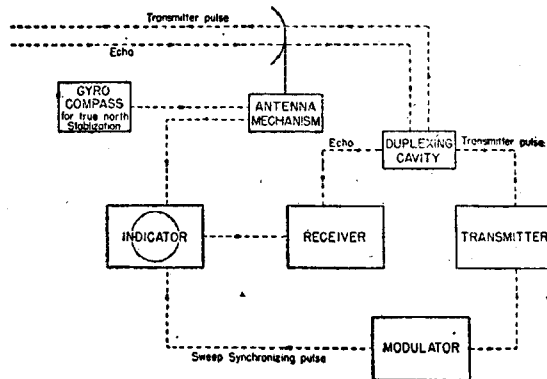 Transmitter pulse
Echo
GYRO
COMPASS
for true north
Stabilization
ANTENNA
MECHANISM
Echo
DUPLEXING
CAVITY
Transmitter pulse
INDICATOR
RECEIVER
TRANSMITTER
MODULATOR
Sweep Synchronizing pulse